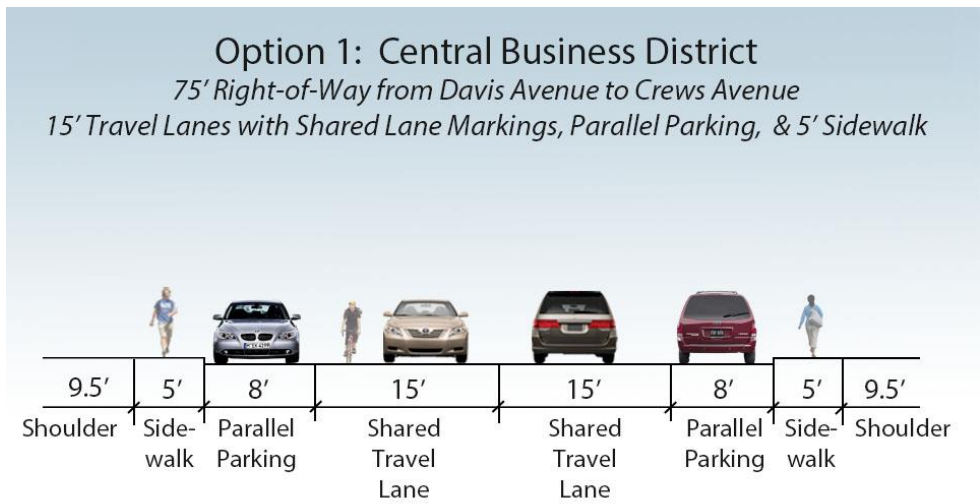 Option 1: Central Business District
75' Right-of-Way from Davis Avenue to Crews Avenue
15' Travel Lanes with Shared Lane Markings, Parallel Parking, & 5' Sidewalk
9.5' 5' 8' 15' 15' 8' 5' 9.5'
Shoulder Side- Parallel Shared Shared Parallel Side- Shoulder
walk Parking Travel Travel Parking walk
Lane Lane